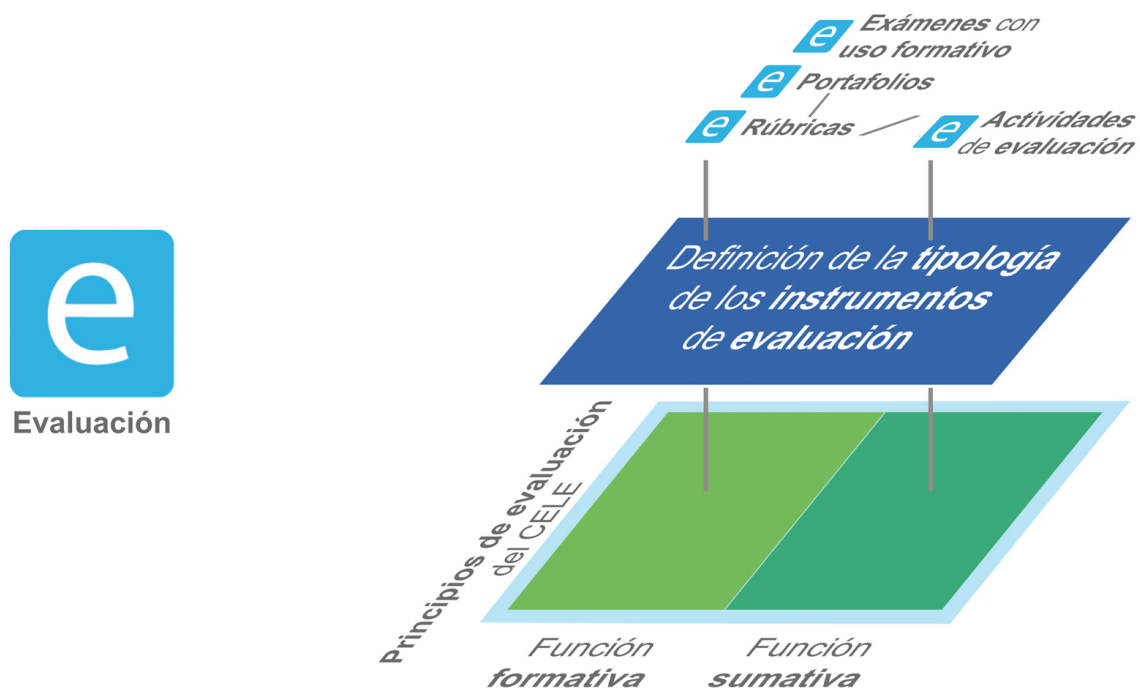 e Exámenes con
uso formativo
e Portafolios
e Rúbricas
e Actividades
de evaluación
Definición de la tipología
de los instrumentos
de evaluación
e
Evaluación
Principios de evaluación
del CELE
Función
formativa
Función
sumativa